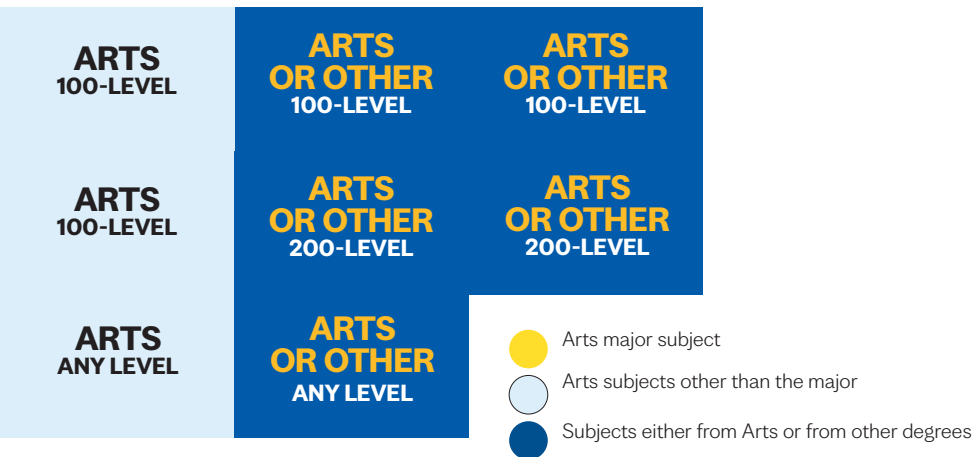 ARTS
100-LEVEL
ARTS
OR OTHER
100-LEVEL
ARTS
OR OTHER
100-LEVEL
ARTS
100-LEVEL
ARTS
OR OTHER
200-LEVEL
ARTS
OR OTHER
200-LEVEL
ARTS
ANY LEVEL
ARTS
OR OTHER
ANY LEVEL
Arts major subject
Arts subjects other than the major
Subjects either from Arts or from other degrees